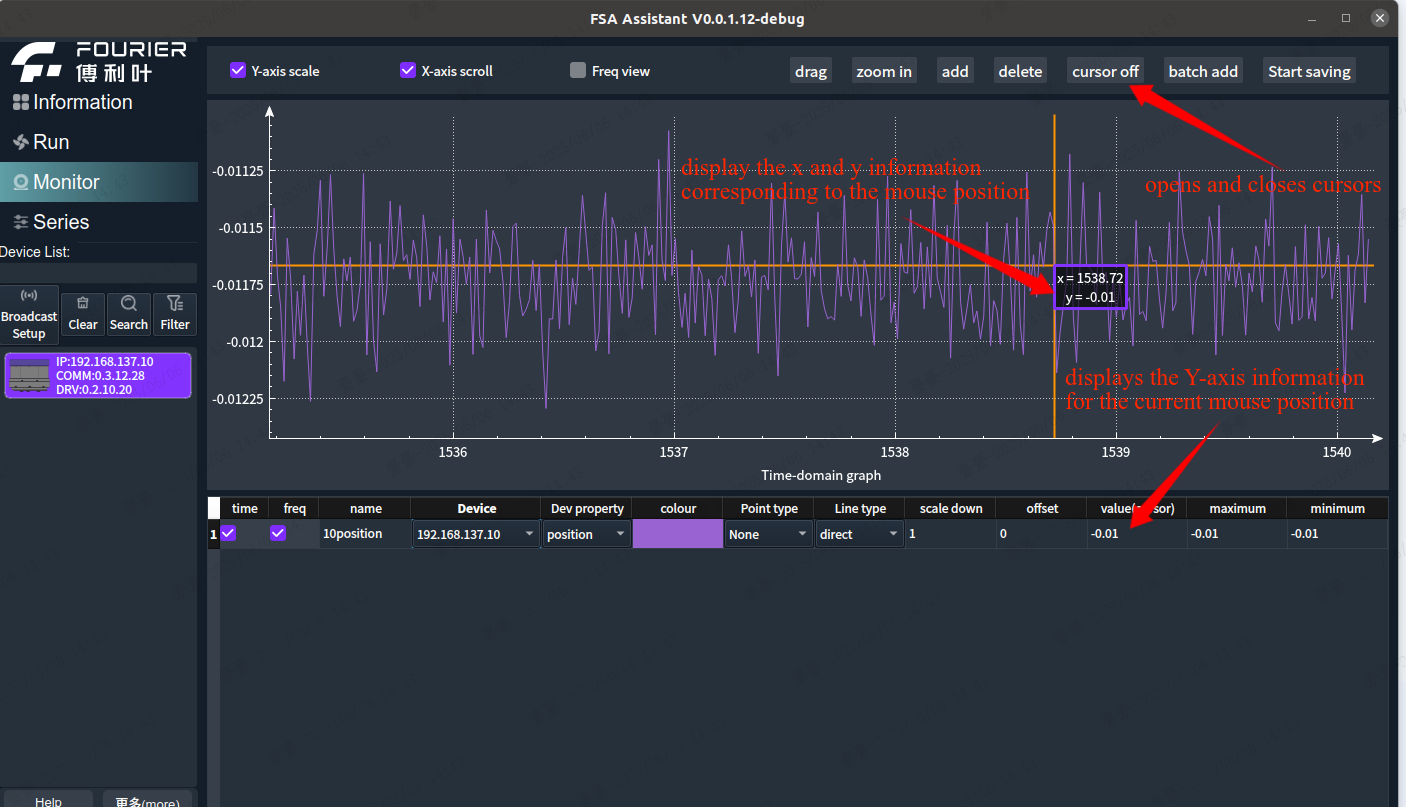 FSA Assistant V0.0.1.12-debug
FOURIER
傅利叶
Information
Run
Monitor
Series
Device List:
Broadcast
Setup
Clear
Search
Filter
IP:192.168.137.10
COMM:0.3.12.28
DRV:0.2.10.20
Help
更多(more)
Y-axis scale
X-axis scroll
Freq view
drag
zoom in
add
delete
cursor off
batch add
Start saving
opens and closes cursors
display the x and y information
corresponding to the mouse position
-0.01125
-0.0115
-0.01175
-0.012
-0.01225
x = 1538.72
y = -0.01
displays the Y-axis information
for the current mouse position
1536
1537
1538
1539
1540
Time-domain graph
time freq name Device Dev property colour Point type Line type scale down offset value(cursor) maximum minimum
1 10position 192.168.137.10 position None direct 1 0 -0.01 -0.01 -0.01